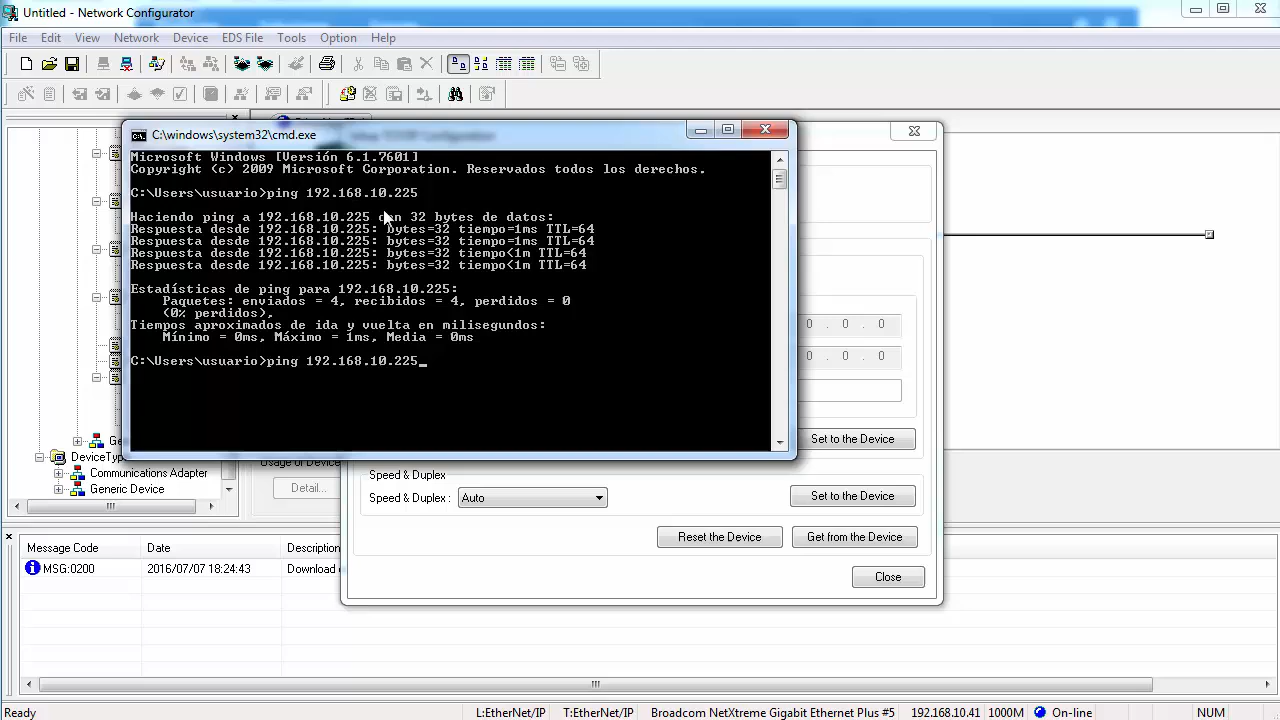 Untitled - Network Configurator
File Edit View Network Device EDS File Tools Option Help
C:\windows\system32\cmd.exe
Microsoft Windows [Versión 6.1.7601]
Copyright (c) 2009 Microsoft Corporation. Reservados todos los derechos.
C:\Users\usuario>ping 192.168.10.225
Haciendo ping a 192.168.10.225 con 32 bytes de datos:
Respuesta desde 192.168.10.225: bytes=32 tiempo=1ms TTL=64
Respuesta desde 192.168.10.225: bytes=32 tiempo=1ms TTL=64
Respuesta desde 192.168.10.225: bytes=32 tiempo<1m TTL=64
Respuesta desde 192.168.10.225: bytes=32 tiempo<1m TTL=64
Estadísticas de ping para 192.168.10.225:
Paquetes: enviados = 4, recibidos = 4, perdidos = 0
(0% perdidos),
Tiempos aproximados de ida y vuelta en milisegundos:
Mínimo = 0ms, Máximo = 1ms, Media = 0ms
C:\Users\usuario>ping 192.168.10.225_
0 . 0 . 0
0 . 0 . 0
Set to the Device
DeviceTyp
Communications Adapter
Generic Device
Usage of Device
Detail...
Speed & Duplex
Speed & Duplex : Auto
Set to the Device
Reset the Device
Get from the Device
Close
Message Code Date Description
MSG:0200 2016/07/07 18:24:43 Download
Ready L:EtherNet/IP T:EtherNet/IP Broadcom NetXtreme Gigabit Ethernet Plus #5 192.168.10.41 1000M On-line NUM